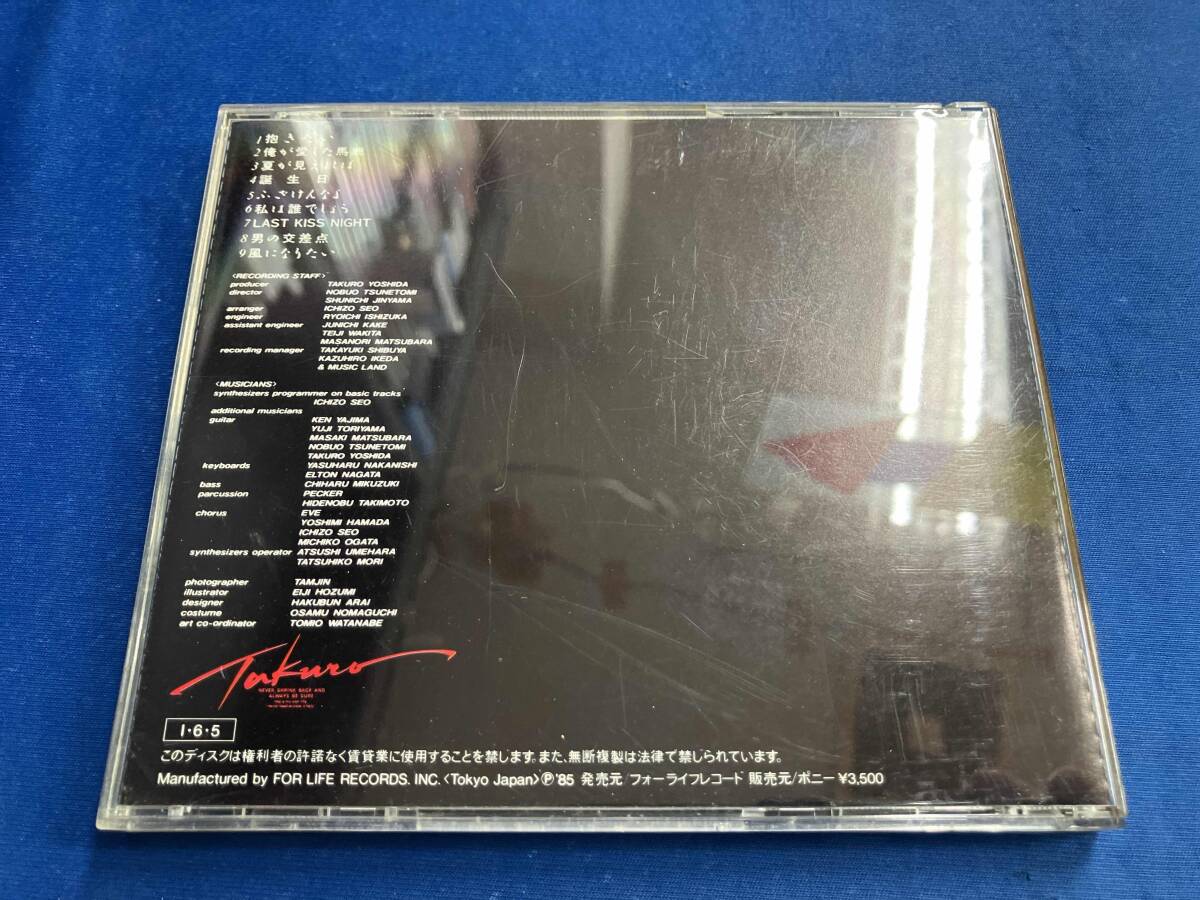 1抱きたい
2俺が愛した馬鹿
3夏が見えれば
4誕生日
5ふざけんなよ
6私は誰でしょう
7LAST KISS NIGHT
8男の交差点
9風になりたい
〈RECORDING STAFF〉
producer TAKURO YOSHIDA
director NOBUO TSUNETOMI
SHUNICHI JINYAMA
arranger ICHIZO SEO
engineer RYOICHI ISHIZUKA
assistant engineer JUNICHI KAKE
TEIJI WAKITA
MASANORI MATSUBARA
recording manager TAKAYUKI SHIBUYA
KAZUHIRO IKEDA
& MUSIC LAND
〈MUSICIANS〉
synthesizers programmer on basic tracks
ICHIZO SEO
additional musicians
guitar KEN YAJIMA
YUJI TORIYAMA
MASAKI MATSUBARA
NOBUO TSUNETOMI
TAKURO YOSHIDA
keyboards YASUHARU NAKANISHI
ELTON NAGATA
bass CHIHARU MIKUZUKI
parcussion PECKER
HIDENOBU TAKIMOTO
chorus EVE
YOSHIMI HAMADA
ICHIZO SEO
MICHIKO OGATA
synthesizers operator ATSUSHI UMEHARA
TATSUHIKO MORI
photographer TAMJIN
illustrator EIJI HOZUMI
designer HAKUBUN ARAI
costume OSAMU NOMAGUCHI
art co-ordinator TOMIO WATANABE
Takuro
NEVER SHRINK BACK AND
ALWAYS BE SURE
I・6・5
このディスクは権利者の許諾なく賃貸業に使用することを禁します。また、無断複製は法律で禁しられています。
Manufactured by FOR LIFE RECORDS. INC.〈Tokyo Japan〉Ⓟ'85 発売元 フォーライフレコード 販売元/ポニー ¥3,500